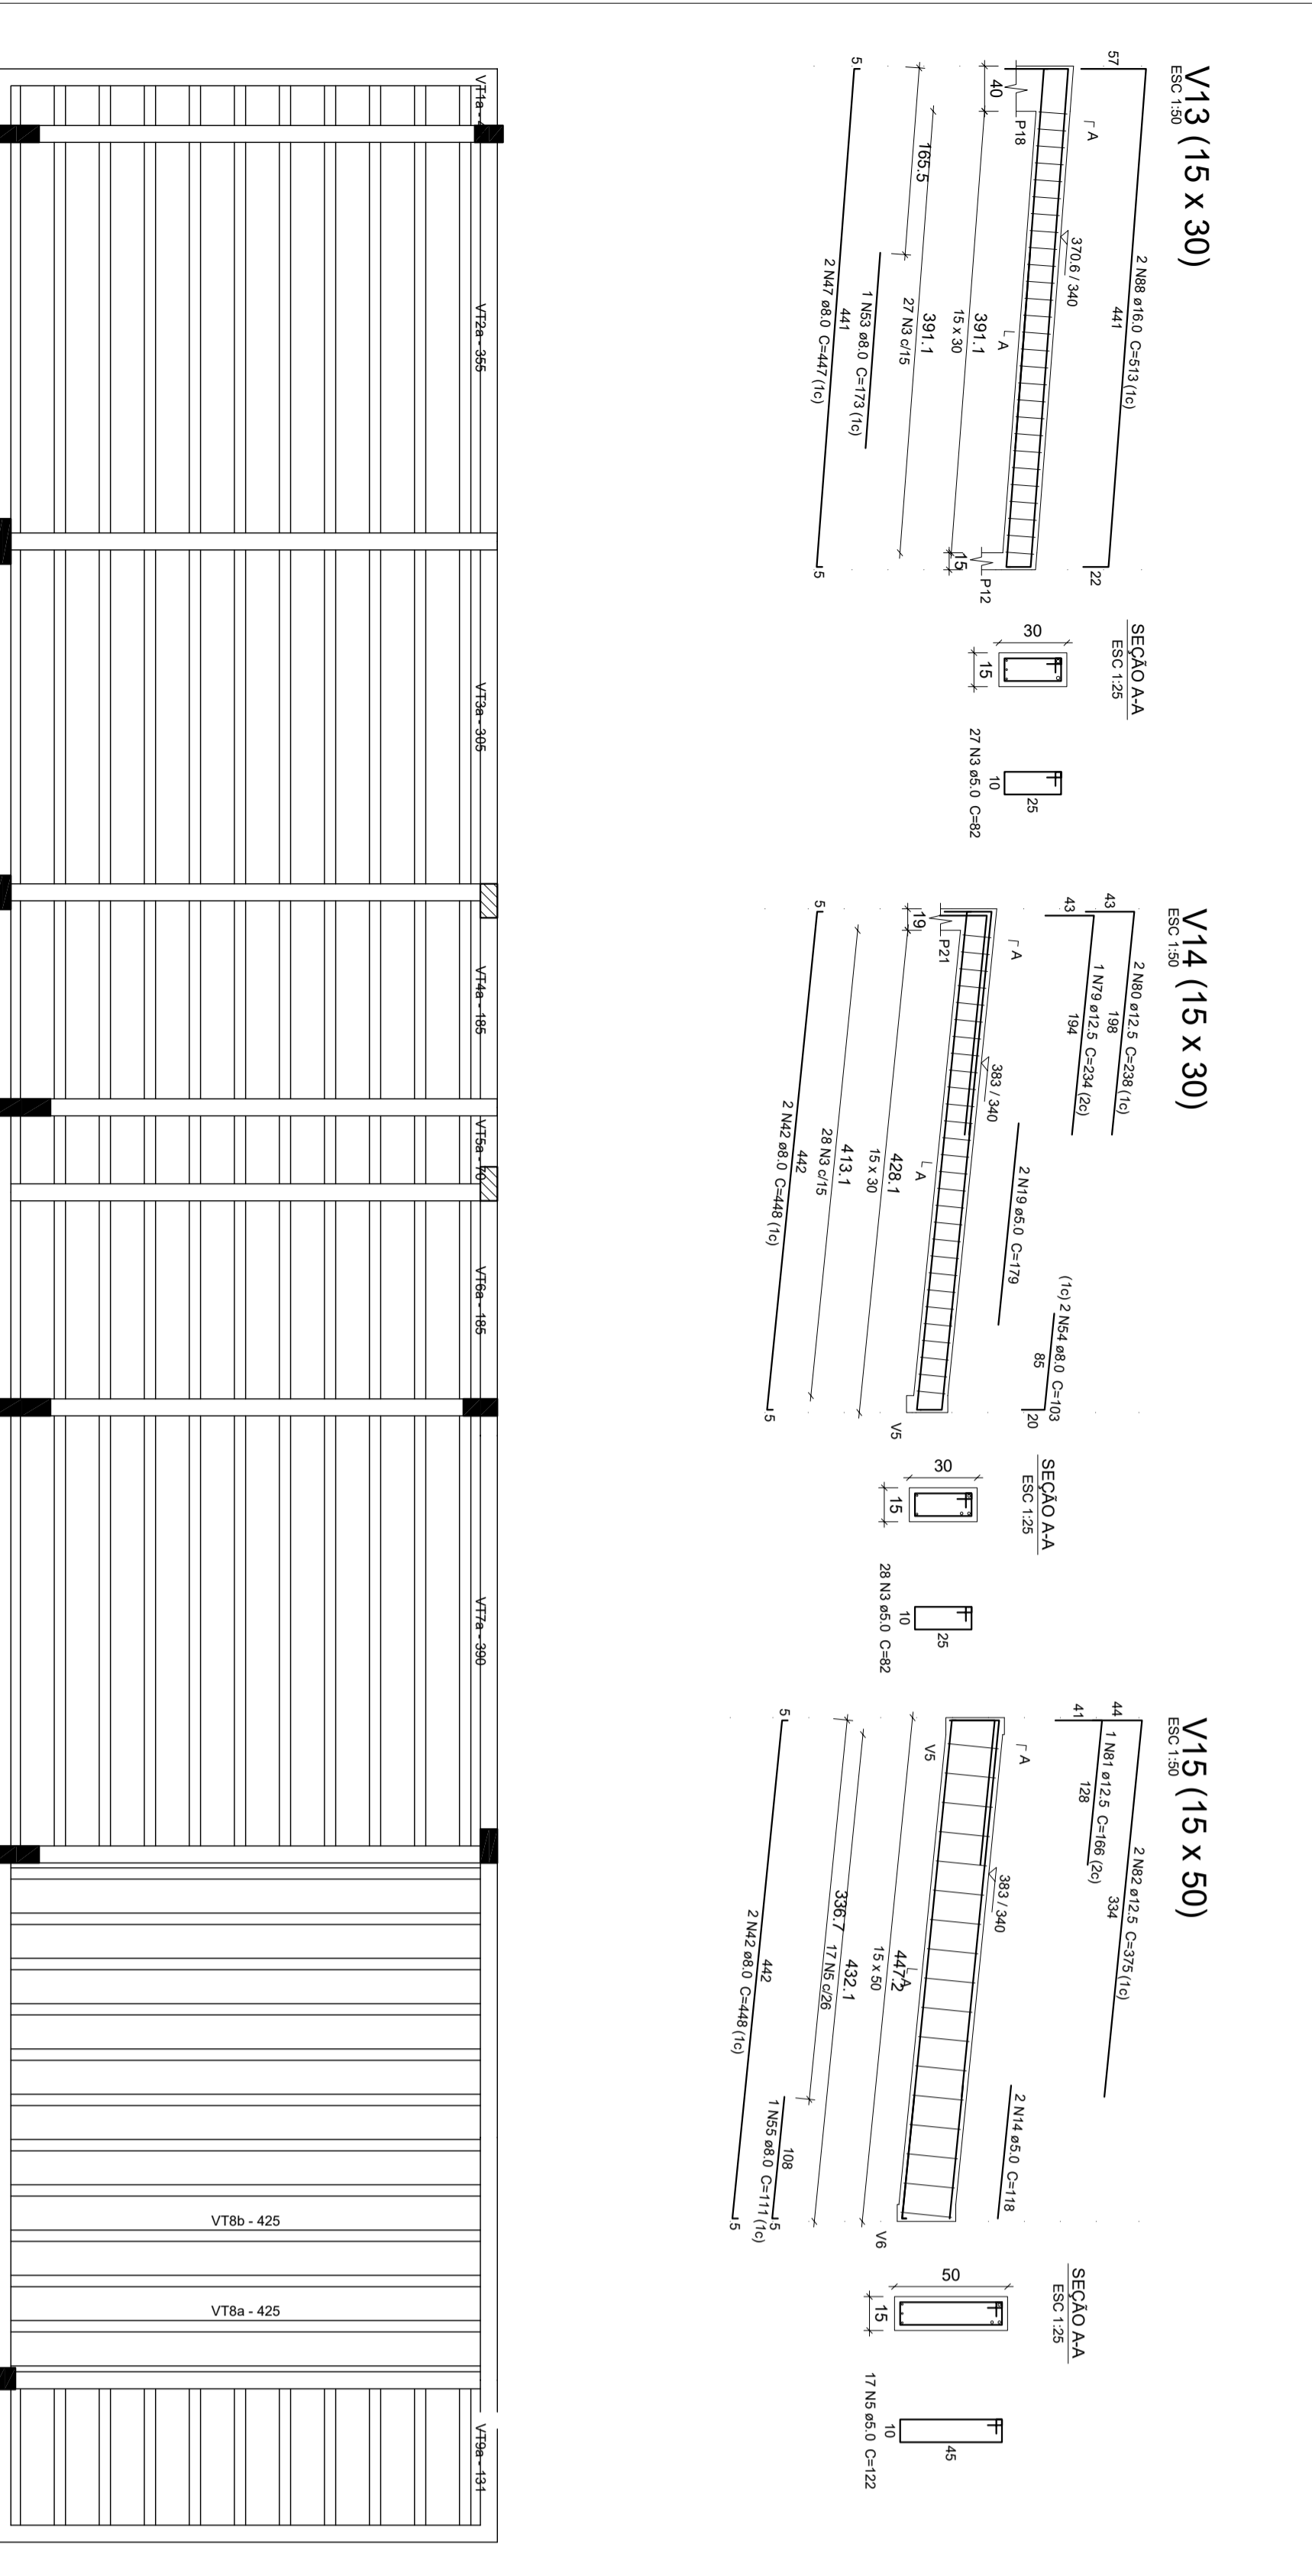 V13 (15 x 30)
ESC 1:50
57
2 N88 ø16.0 C=513 (1c)
441
22
A
370.6 / 340
A
40
P18
P12
15
391.1
15 x 30
391.1
27 N3 c/15
165.5
1 N53 ø8.0 C=173 (1c)
441
2 N47 ø8.0 C=447 (1c)
5
5
SEÇÃO A-A
ESC 1:25
30
15
25
10
27 N3 ø5.0 C=82
V14 (15 x 30)
ESC 1:50
43
2 N80 ø12.5 C=238 (1c)
198
43
1 N79 ø12.5 C=234 (2c)
194
(1c) 2 N54 ø8.0 C=103
85
20
2 N19 ø5.0 C=179
A
383 / 340
A
19
P21
V5
428.1
15 x 30
413.1
28 N3 c/15
442
2 N42 ø8.0 C=448 (1c)
5
5
SEÇÃO A-A
ESC 1:25
30
15
25
10
28 N3 ø5.0 C=82
V15 (15 x 50)
ESC 1:50
44
2 N82 ø12.5 C=375 (1c)
334
41
1 N81 ø12.5 C=166 (2c)
128
2 N14 ø5.0 C=118
A
383 / 340
A
V5
V6
447.2
15 x 50
432.1
17 N5 c/26
336.7
108
1 N55 ø8.0 C=111 (1c)
5
442
2 N42 ø8.0 C=448 (1c)
5
5
SEÇÃO A-A
ESC 1:25
50
15
45
10
17 N5 ø5.0 C=122
VT1a -
VT2a - 355
VT3a - 305
VT4a - 185
VT5a - 70
VT6a - 185
VT7a - 390
VT8b - 425
VT8a - 425
VT9a - 131